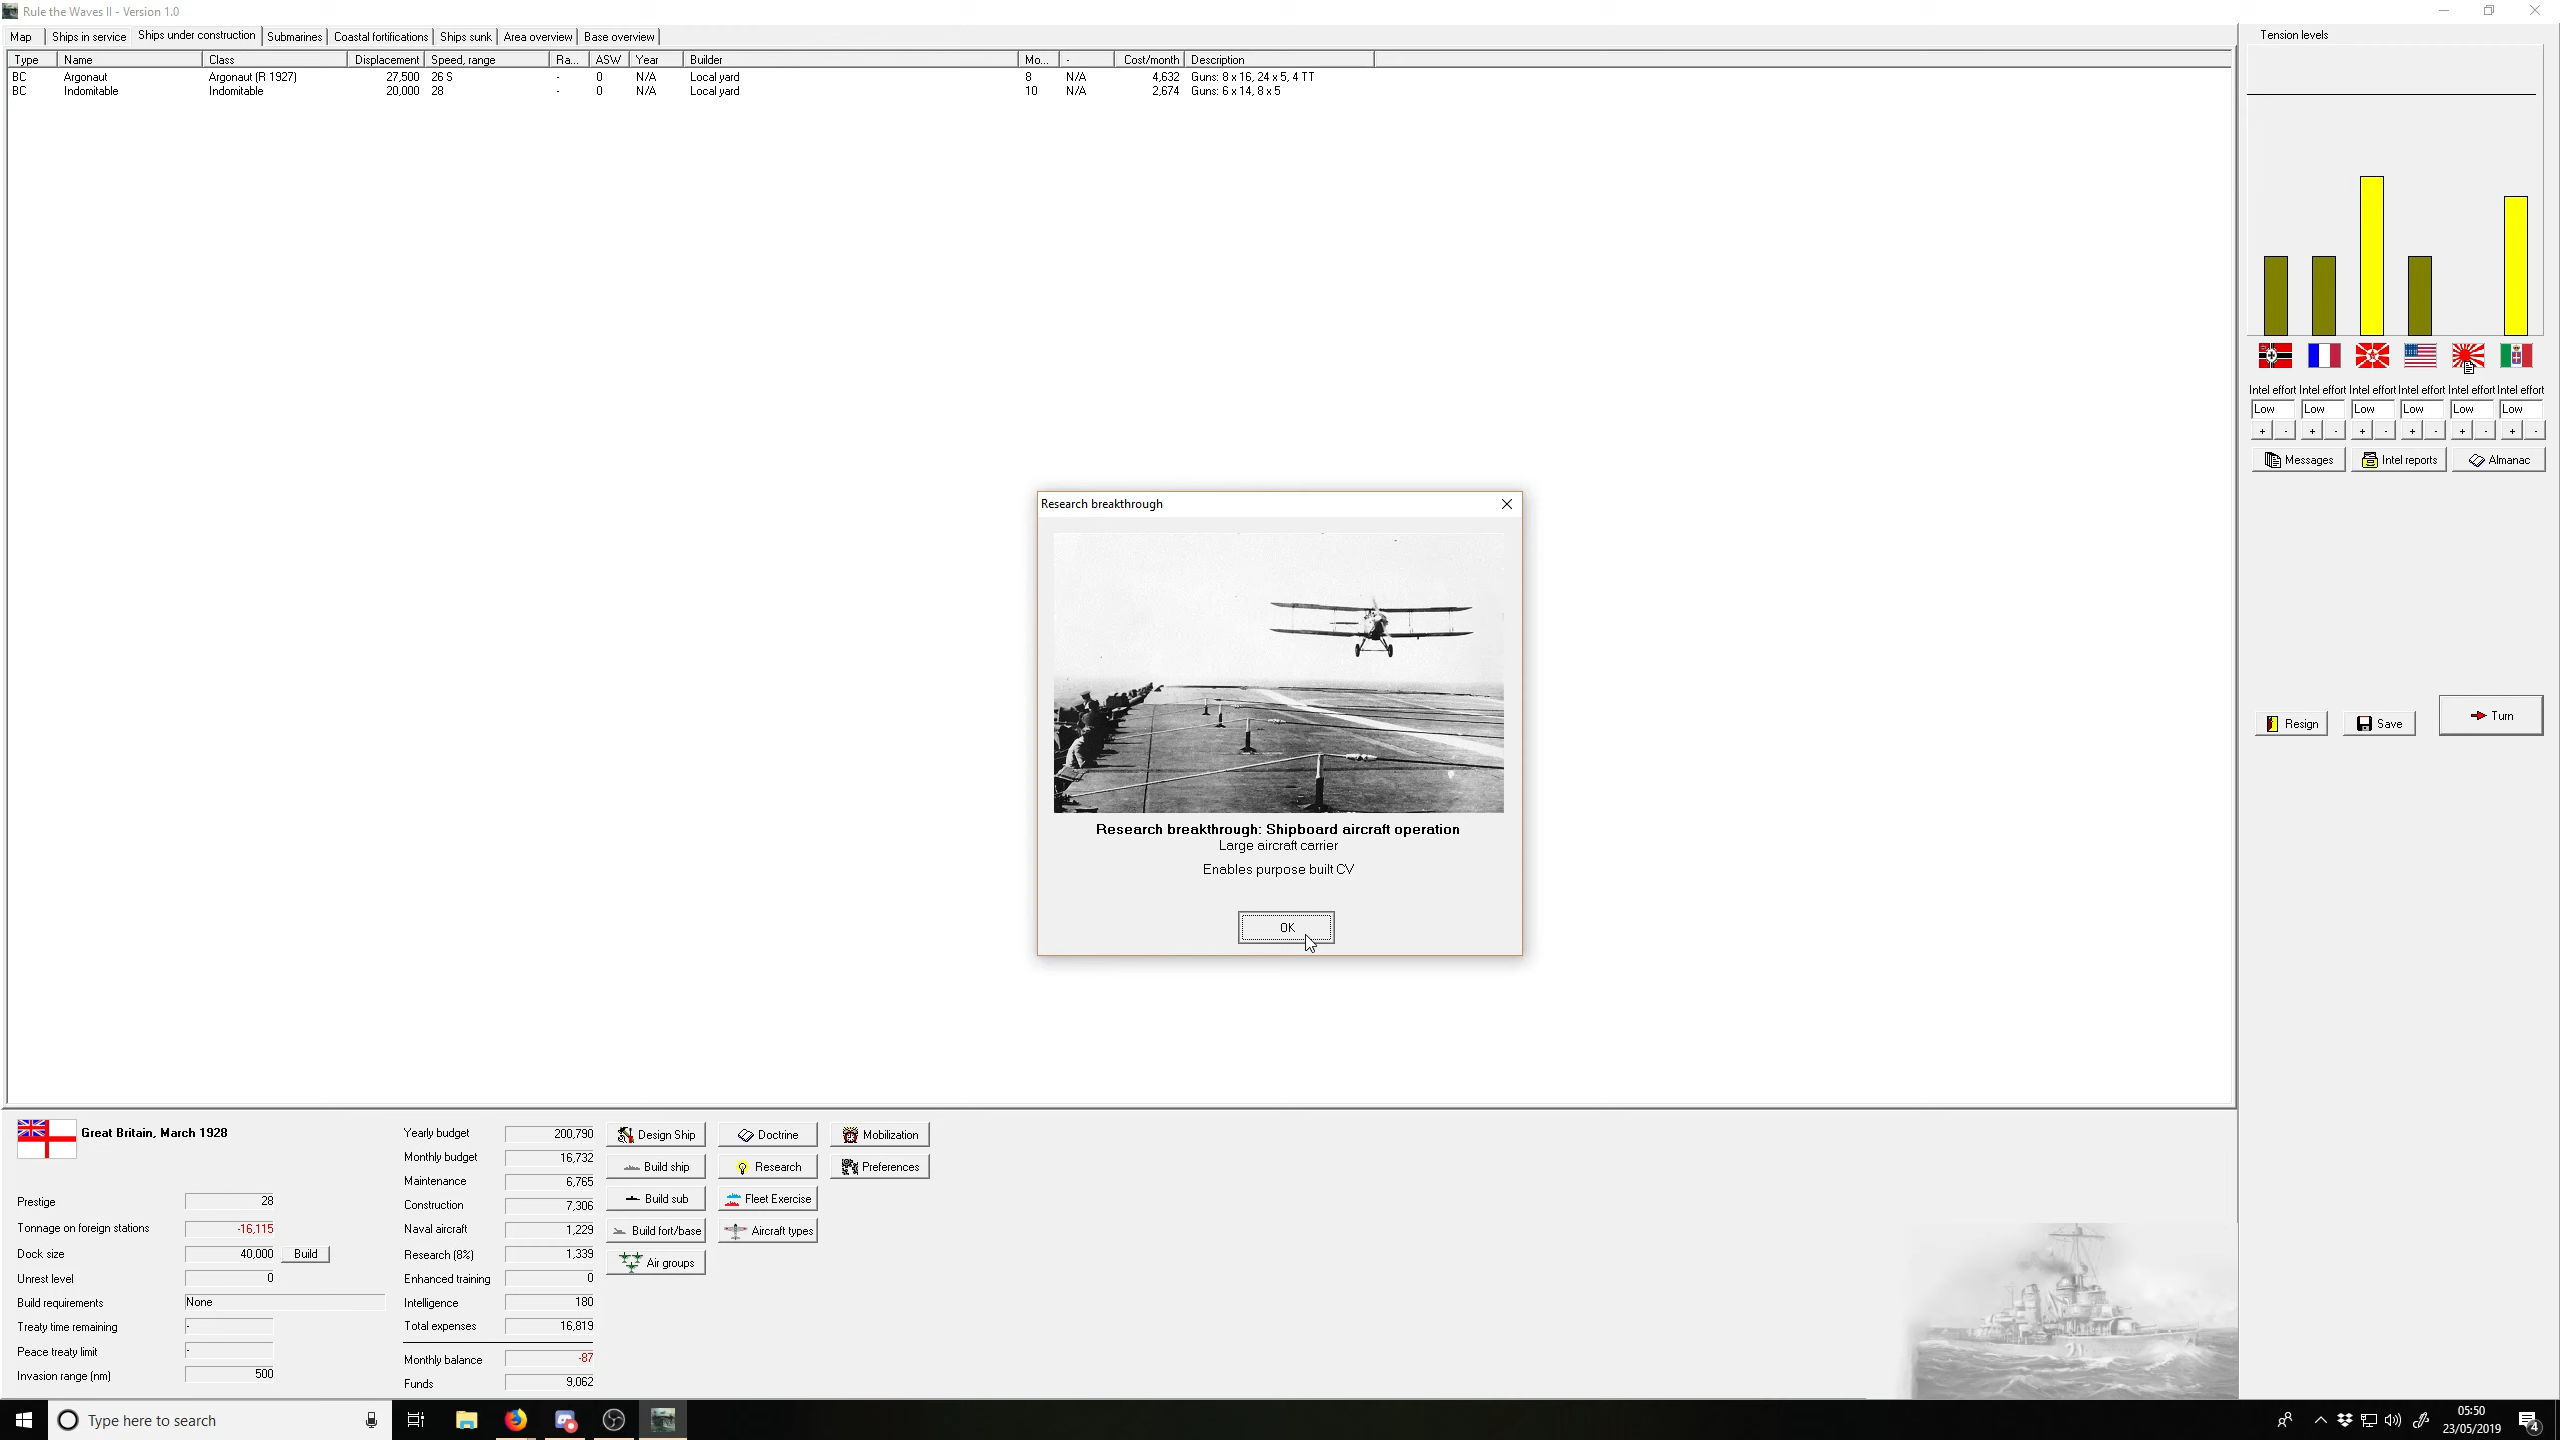 Rule the Waves II - Version 1.0
Map Ships in service Ships under construction Submarines Coastal fortifications Ships sunk Area overview Base overview
Type Name Class Displacement Speed, range Ra... ASW Year Builder Mo... - Cost/month Description
BC Argonaut Argonaut (R 1927) 27,500 26 S - 0 N/A Local yard 8 N/A 4,632 Guns: 8 x 16, 24 x 5, 4 TT
BC Indomitable Indomitable 20,000 28 - 0 N/A Local yard 10 N/A 2,674 Guns: 6 x 14, 8 x 5
Tension levels
Intel effort Intel effort Intel effort Intel effort Intel effort Intel effort
Low Low Low Low Low Low
+ - + - + - + - + - + -
Messages Intel reports Almanac
Resign Save Turn
Research breakthrough
Research breakthrough: Shipboard aircraft operation
Large aircraft carrier
Enables purpose built CV
OK
Great Britain, March 1928
Prestige 28
Tonnage on foreign stations -16,115
Dock size 40,000 Build
Unrest level 0
Build requirements None
Treaty time remaining -
Peace treaty limit -
Invasion range (nm) 500
Yearly budget 200,790
Monthly budget 16,732
Maintenance 6,765
Construction 7,306
Naval aircraft 1,229
Research (8%) 1,339
Enhanced training 0
Intelligence 180
Total expenses 16,819
Monthly balance -87
Funds 9,062
Design Ship Doctrine Mobilization
Build ship Research Preferences
Build sub Fleet Exercise
Build fort/base Aircraft types
Air groups
Type here to search
05:50
23/05/2019
4